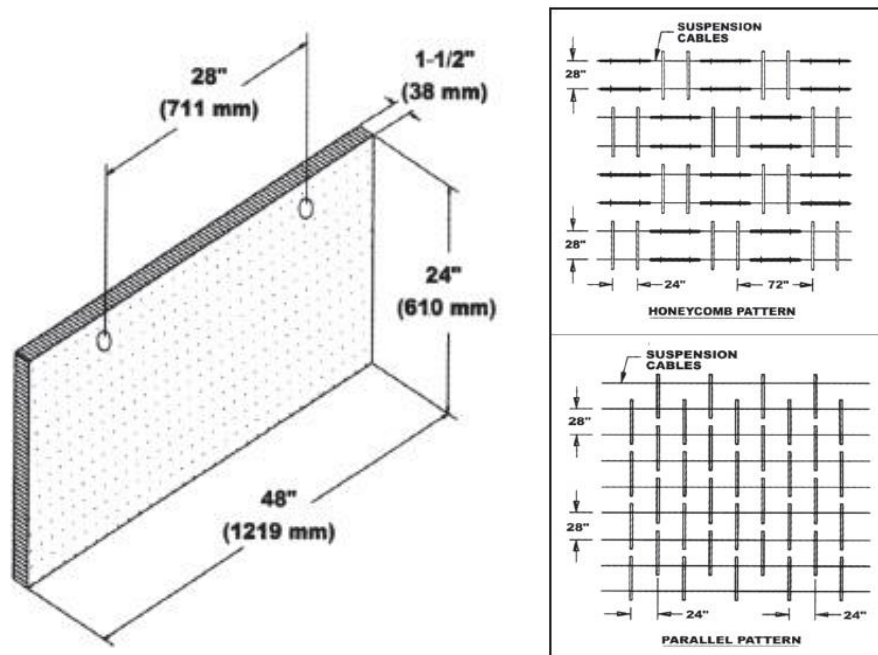 28"
(711 mm)
1-1/2"
(38 mm)
24"
(610 mm)
48"
(1219 mm)
SUSPENSION
CABLES
28"
28"
24"
72"
HONEYCOMB PATTERN
SUSPENSION
CABLES
28"
28"
24"
24"
PARALLEL PATTERN